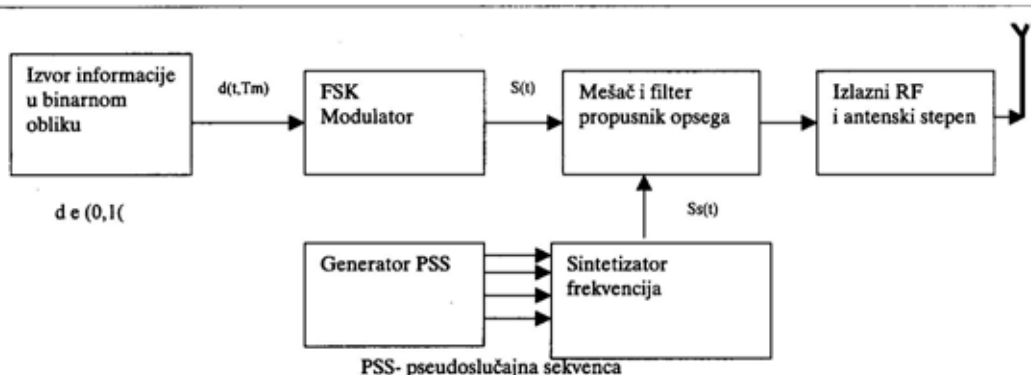 Izvor informacije
u binarnom
obliku
d(t,Tm)
FSK
Modulator
S(t)
Mešač i filter
propusnik opsega
Izlazni RF
i antenski stepen
d e (0,1(
Ss(t)
Generator PSS
Sintetizator
frekvencija
PSS- pseudoslučajna sekvenca